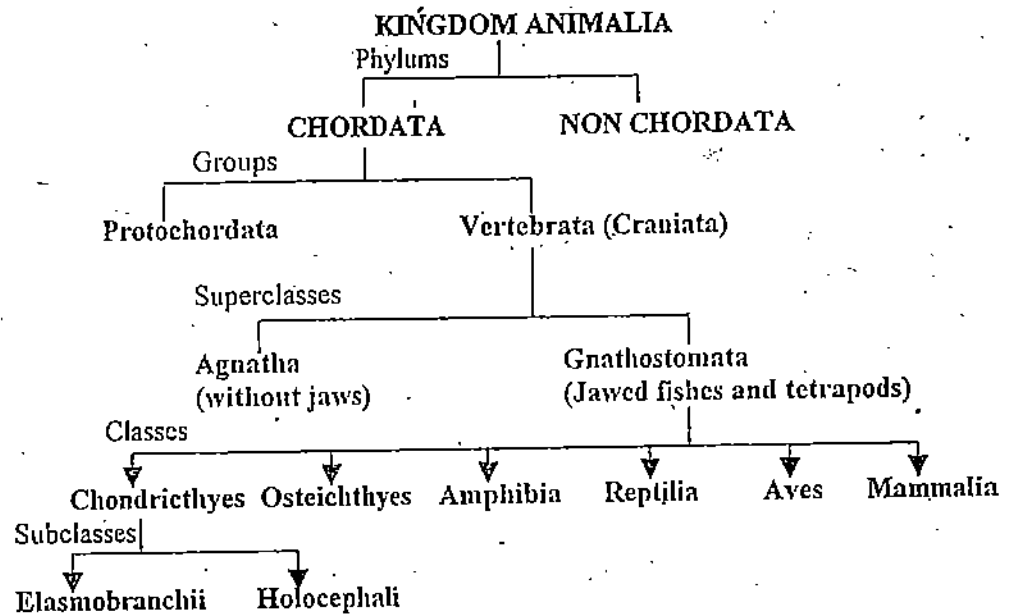 KINGDOM ANIMALIA
Phylums
CHORDATA
NON CHORDATA
Groups
Protochordata
Vertebrata (Craniata)
Superclasses
Agnatha
(without jaws)
Gnathostomata
(Jawed fishes and tetrapods)
Classes
Chondricthyes Osteichthyes Amphibia Reptilia Aves Mammalia
Subclasses
Elasmobranchii Holocephali